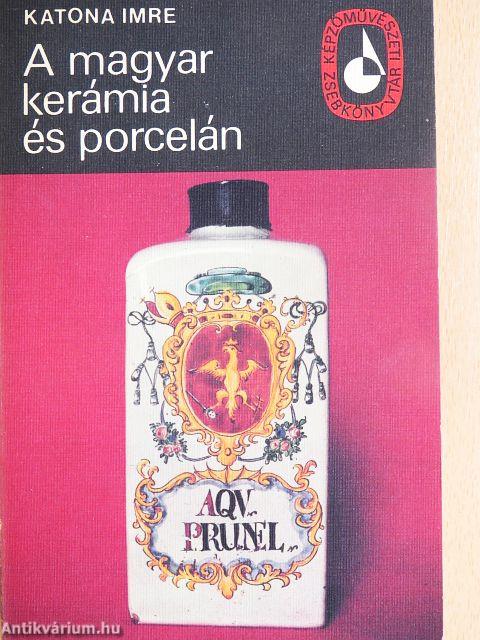 KATONA IMRE
A magyar
kerámia
és porcelán
KÉPZŐMŰVÉSZETI
ZSEBKÖNYVTÁR
AQV.
PRUNEL.
Antikvárium.hu